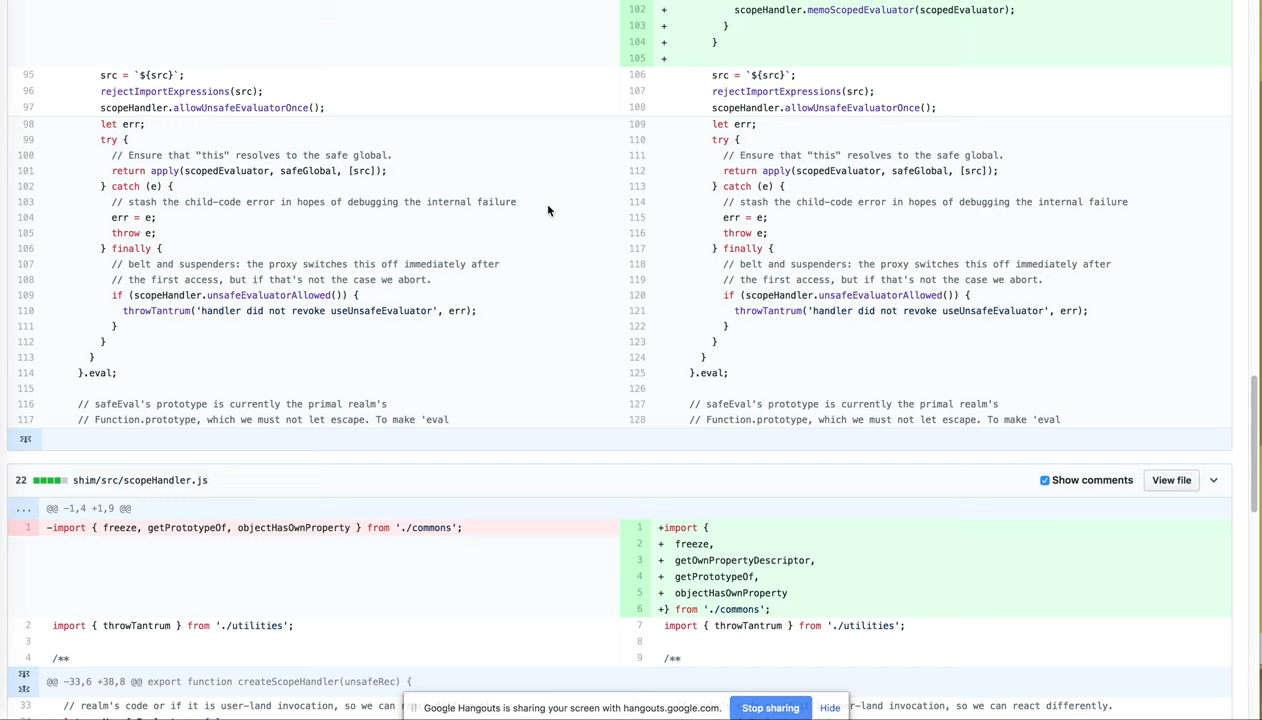 102 + scopeHandler.memoScopedEvaluator(scopedEvaluator);
103 + }
104 + }
105 +
95 src = `${src}`; 106 src = `${src}`;
96 rejectImportExpressions(src); 107 rejectImportExpressions(src);
97 scopeHandler.allowUnsafeEvaluatorOnce(); 108 scopeHandler.allowUnsafeEvaluatorOnce();
98 let err; 109 let err;
99 try { 110 try {
100 // Ensure that "this" resolves to the safe global. 111 // Ensure that "this" resolves to the safe global.
101 return apply(scopedEvaluator, safeGlobal, [src]); 112 return apply(scopedEvaluator, safeGlobal, [src]);
102 } catch (e) { 113 } catch (e) {
103 // stash the child-code error in hopes of debugging the internal failure 114 // stash the child-code error in hopes of debugging the internal failure
104 err = e; 115 err = e;
105 throw e; 116 throw e;
106 } finally { 117 } finally {
107 // belt and suspenders: the proxy switches this off immediately after 118 // belt and suspenders: the proxy switches this off immediately after
108 // the first access, but if that's not the case we abort. 119 // the first access, but if that's not the case we abort.
109 if (scopeHandler.unsafeEvaluatorAllowed()) { 120 if (scopeHandler.unsafeEvaluatorAllowed()) {
110 throwTantrum('handler did not revoke useUnsafeEvaluator', err); 121 throwTantrum('handler did not revoke useUnsafeEvaluator', err);
111 } 122 }
112 } 123 }
113 } 124 }
114 }.eval; 125 }.eval;
115 126
116 // safeEval's prototype is currently the primal realm's 127 // safeEval's prototype is currently the primal realm's
117 // Function.prototype, which we must not let escape. To make 'eval 128 // Function.prototype, which we must not let escape. To make 'eval
22 shim/src/scopeHandler.js Show comments View file
... @@ -1,4 +1,9 @@
1 -import { freeze, getPrototypeOf, objectHasOwnProperty } from './commons'; 1 +import {
2 + freeze,
3 + getOwnPropertyDescriptor,
4 + getPrototypeOf,
5 + objectHasOwnProperty
6 +} from './commons';
2 import { throwTantrum } from './utilities'; 7 import { throwTantrum } from './utilities';
3 8
4 /** 9 /**
@@ -33,6 +38,8 @@ export function createScopeHandler(unsafeRec) {
33 // realm's code or if it is user-land invocation, so we can rea er-land invocation, so we can react differently.
Google Hangouts is sharing your screen with hangouts.google.com. Stop sharing Hide